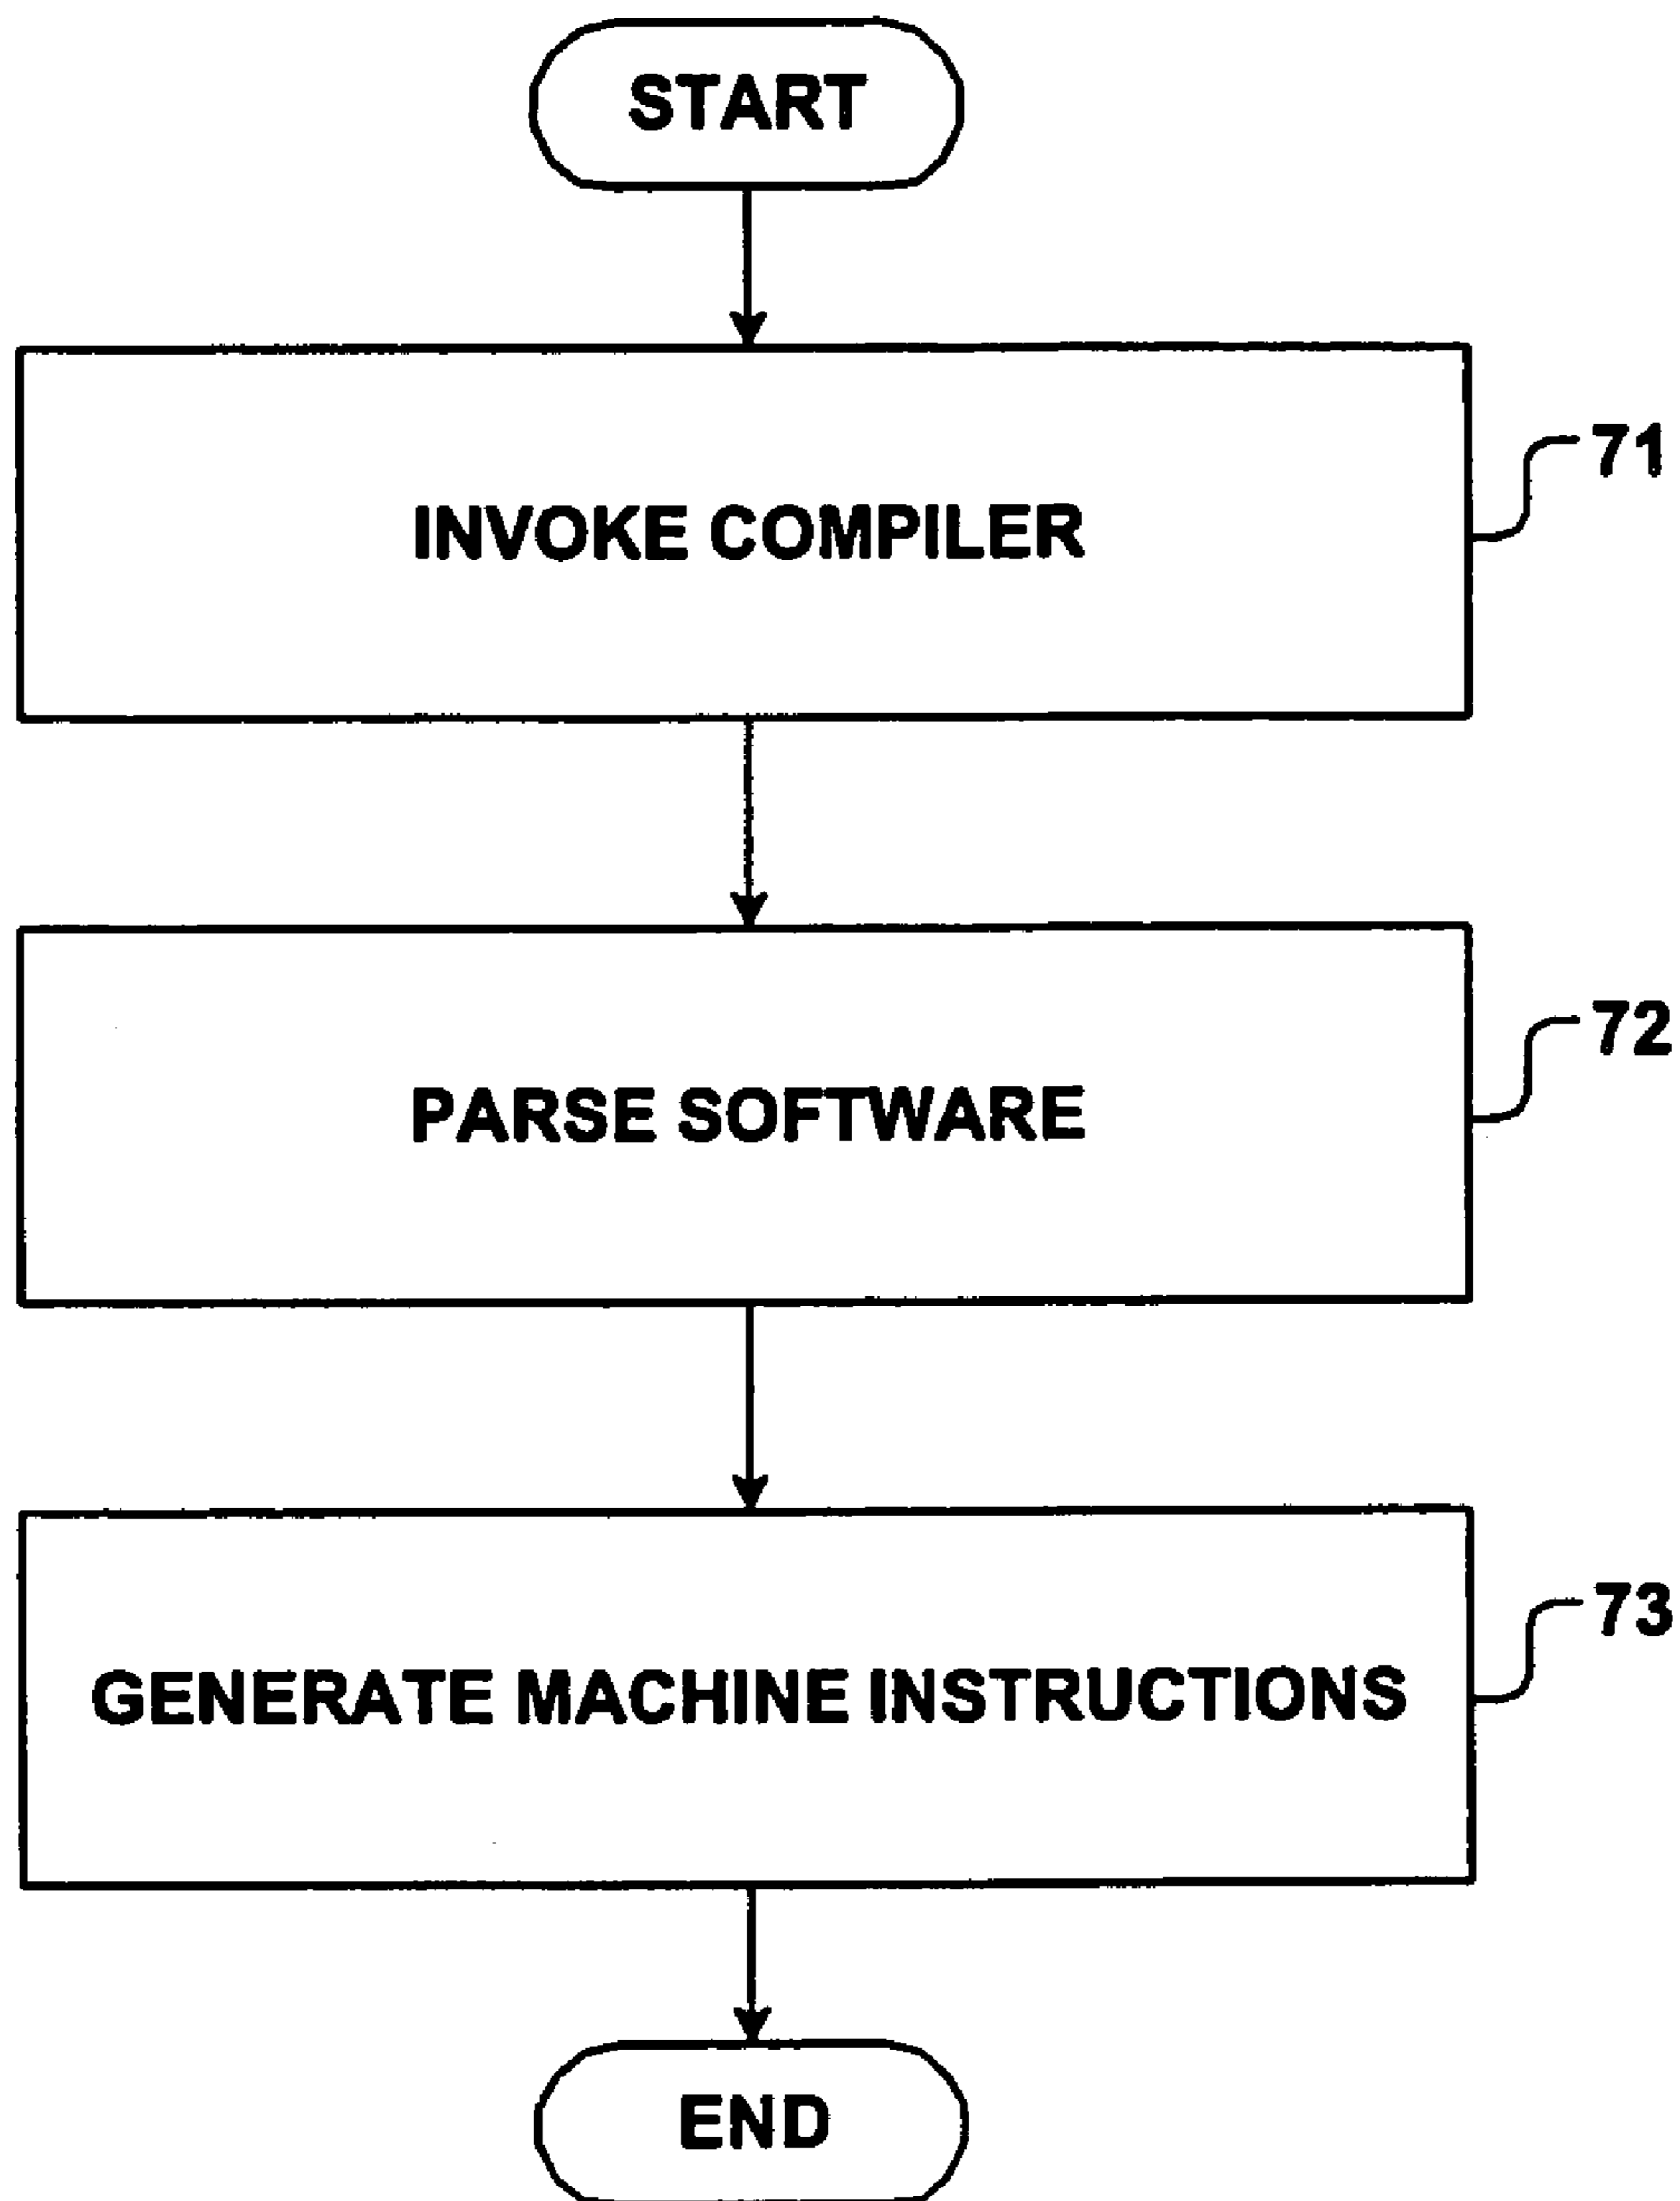 START
INVOKE COMPILER
71
PARSE SOFTWARE
72
GENERATE MACHINE INSTRUCTIONS
73
END